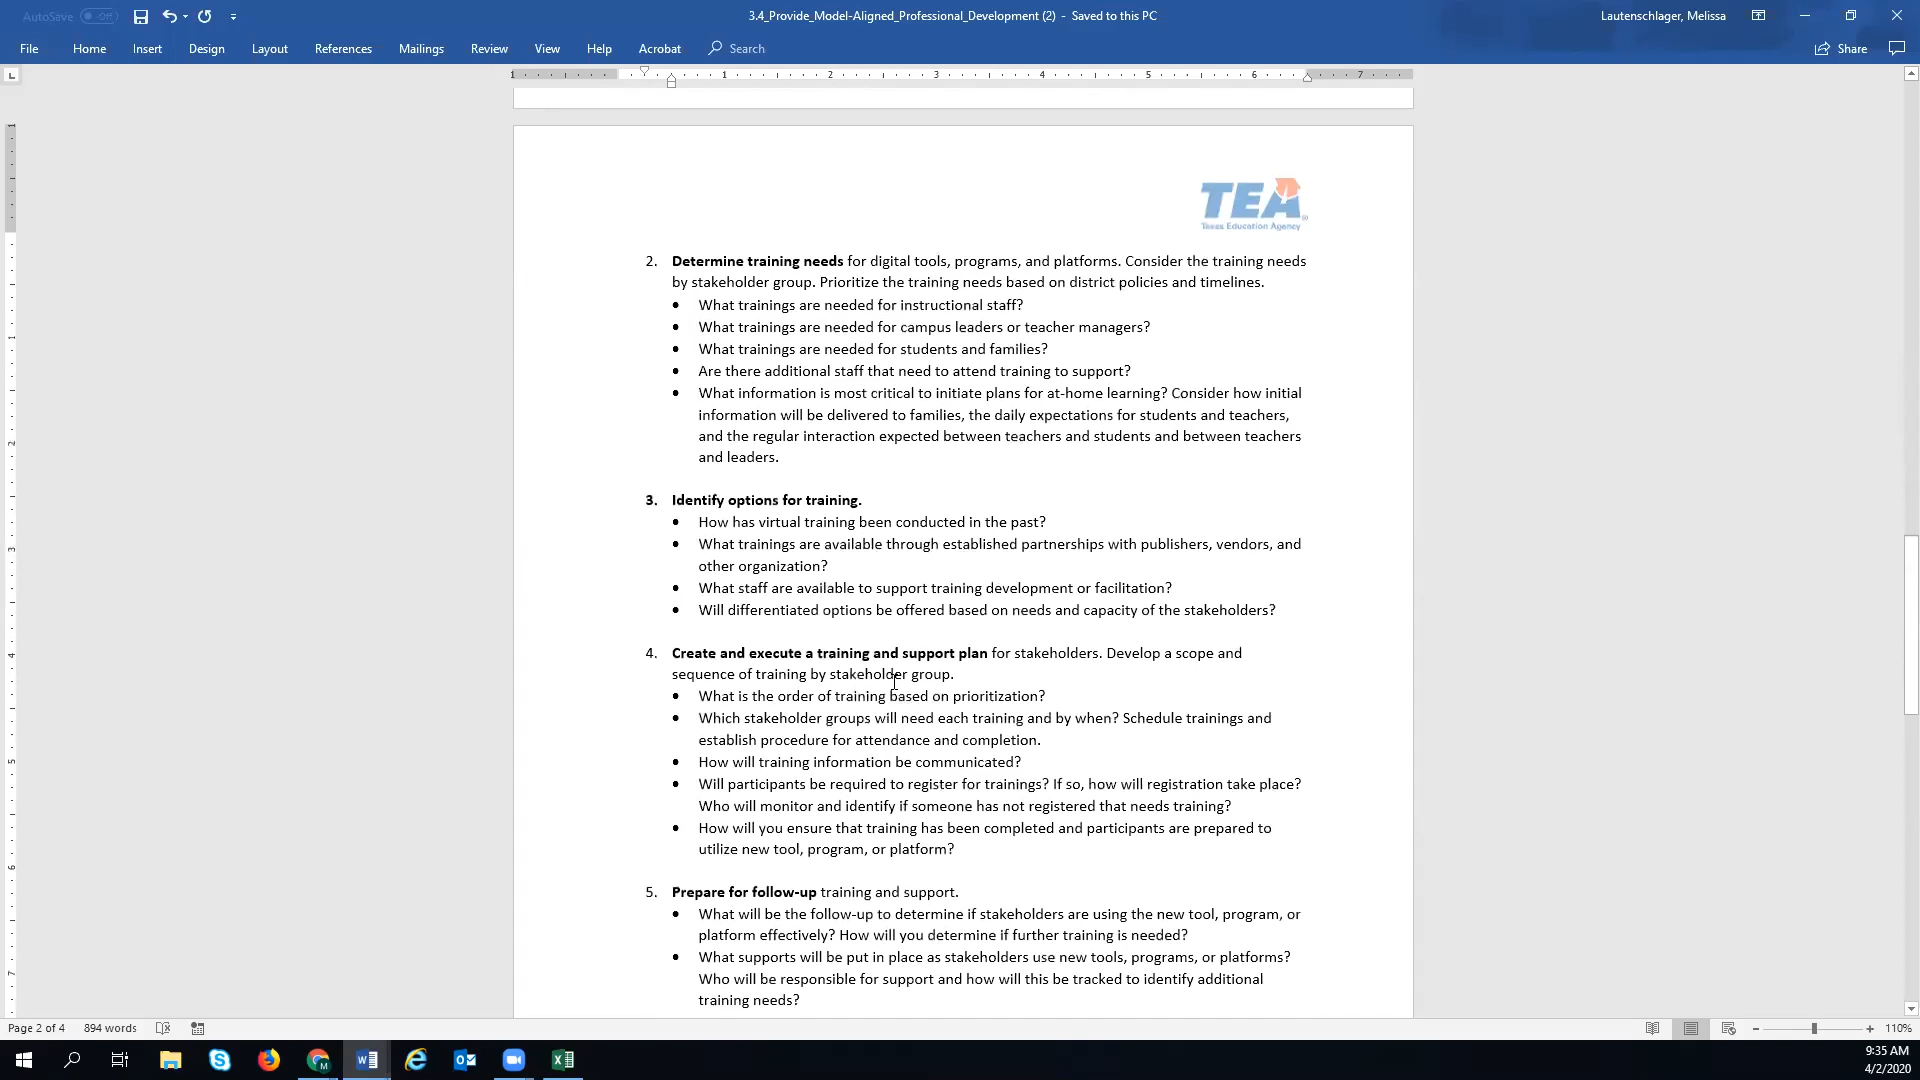 AutoSave Off
3.4_Provide_Model-Aligned_Professional_Development (2) - Saved to this PC
Lautenschlager, Melissa
File Home Insert Design Layout References Mailings Review View Help Acrobat Search Share
1 1 2 3 4 5 6 7
TEA
Texas Education Agency
2. Determine training needs for digital tools, programs, and platforms. Consider the training needs
by stakeholder group. Prioritize the training needs based on district policies and timelines.
• What trainings are needed for instructional staff?
• What trainings are needed for campus leaders or teacher managers?
• What trainings are needed for students and families?
• Are there additional staff that need to attend training to support?
• What information is most critical to initiate plans for at-home learning? Consider how initial
information will be delivered to families, the daily expectations for students and teachers,
and the regular interaction expected between teachers and students and between teachers
and leaders.
3. Identify options for training.
• How has virtual training been conducted in the past?
• What trainings are available through established partnerships with publishers, vendors, and
other organization?
• What staff are available to support training development or facilitation?
• Will differentiated options be offered based on needs and capacity of the stakeholders?
4. Create and execute a training and support plan for stakeholders. Develop a scope and
sequence of training by stakeholder group.
• What is the order of training based on prioritization?
• Which stakeholder groups will need each training and by when? Schedule trainings and
establish procedure for attendance and completion.
• How will training information be communicated?
• Will participants be required to register for trainings? If so, how will registration take place?
Who will monitor and identify if someone has not registered that needs training?
• How will you ensure that training has been completed and participants are prepared to
utilize new tool, program, or platform?
5. Prepare for follow-up training and support.
• What will be the follow-up to determine if stakeholders are using the new tool, program, or
platform effectively? How will you determine if further training is needed?
• What supports will be put in place as stakeholders use new tools, programs, or platforms?
Who will be responsible for support and how will this be tracked to identify additional
training needs?
Page 2 of 4 894 words
110%
9:35 AM
4/2/2020